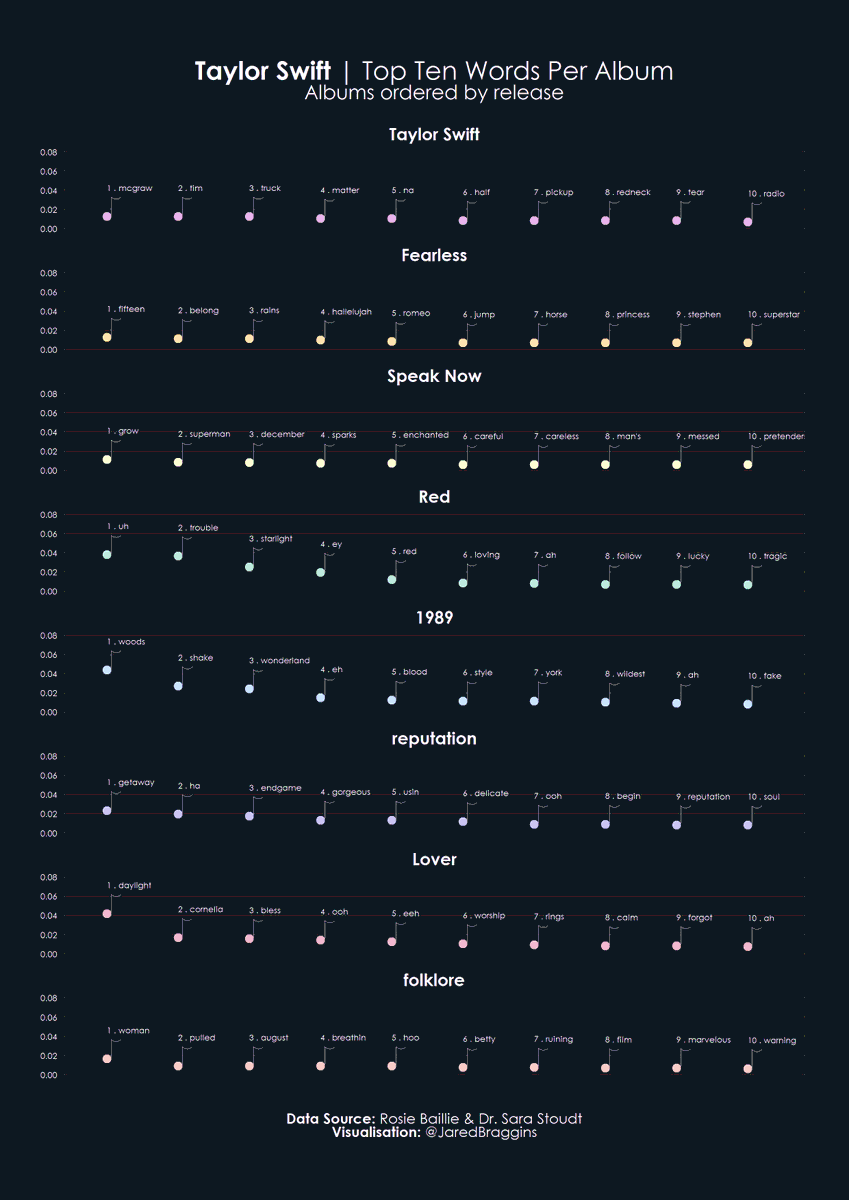 Taylor Swift | Top Ten Words Per Album
Albums ordered by release
Taylor Swift
0.08
0.06
0.04
0.02
0.00
1 . mcgraw 2 . tim 3 . truck 4 . matter 5 . na 6 . half 7 . pickup 8 . redneck 9 . tear 10 . radio
Fearless
0.08
0.06
0.04
0.02
0.00
1 . fifteen 2 . belong 3 . rains 4 . hallelujah 5 . romeo 6 . jump 7 . horse 8 . princess 9 . stephen 10 . superstar
Speak Now
0.08
0.06
0.04
0.02
0.00
1 . grow 2 . superman 3 . december 4 . sparks 5 . enchanted 6 . careful 7 . careless 8 . man's 9 . messed 10 . pretender
Red
0.08
0.06
0.04
0.02
0.00
1 . uh 2 . trouble 3 . starlight 4 . ey 5 . red 6 . loving 7 . ah 8 . follow 9 . lucky 10 . tragic
1989
0.08
0.06
0.04
0.02
0.00
1 . woods 2 . shake 3 . wonderland 4 . eh 5 . blood 6 . style 7 . york 8 . wildest 9 . ah 10 . fake
reputation
0.08
0.06
0.04
0.02
0.00
1 . getaway 2 . ha 3 . endgame 4 . gorgeous 5 . usin 6 . delicate 7 . ooh 8 . begin 9 . reputation 10 . soul
Lover
0.08
0.06
0.04
0.02
0.00
1 . daylight 2 . cornelia 3 . bless 4 . ooh 5 . eeh 6 . worship 7 . rings 8 . calm 9 . forgot 10 . ah
folklore
0.08
0.06
0.04
0.02
0.00
1 . woman 2 . pulled 3 . august 4 . breathin 5 . hoo 6 . betty 7 . ruining 8 . film 9 . marvelous 10 . warning
Data Source: Rosie Baillie & Dr. Sara Stoudt
Visualisation: @JaredBraggins